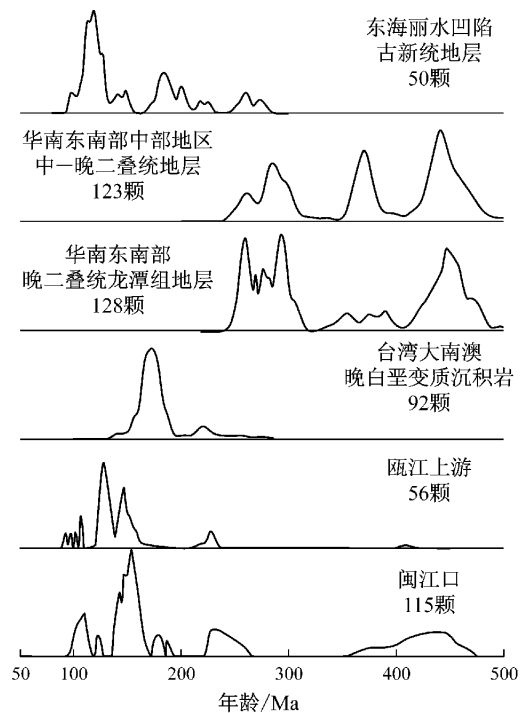 东海丽水凹陷
古新统地层
50颗
华南东南部中部地区
中－晚二叠统地层
123颗
华南东南部
晚二叠统龙潭组地层
128颗
台湾大南澳
晚白垩变质沉积岩
92颗
瓯江上游
56颗
闽江口
115颗
50 100 200 300 400 500
年龄/Ma